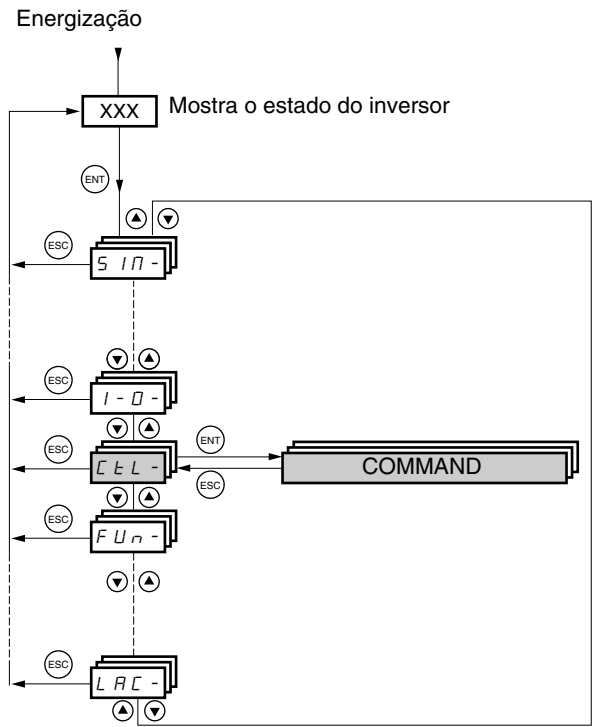 Energização
XXX Mostra o estado do inversor
ENT
ESC
SIM-
ESC
I-O-
ESC
CtL-
ENT
COMMAND
ESC
ESC
FUn-
ESC
LAC-